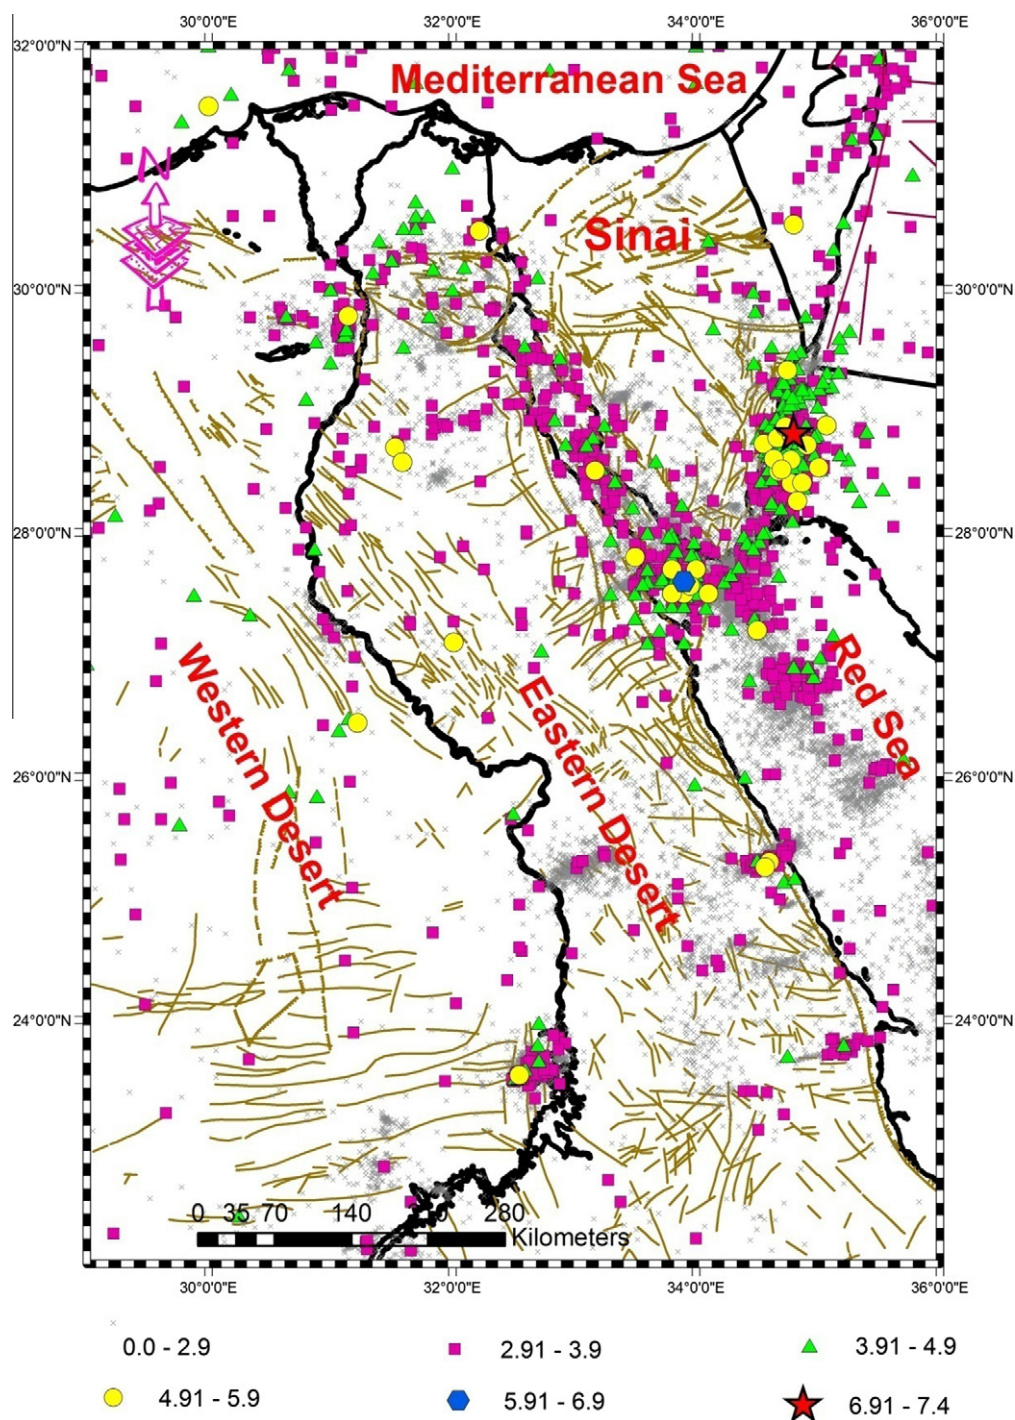 30°0'0"E 32°0'0"E 34°0'0"E 36°0'0"E
32°0'0"N 32°0'0"N
Mediterranean Sea
N
Sinai
30°0'0"N 30°0'0"N
28°0'0"N 28°0'0"N
Western Desert
Eastern Desert
Red Sea
26°0'0"N 26°0'0"N
24°0'0"N 24°0'0"N
0 35 70 140 280
Kilometers
30°0'0"E 32°0'0"E 34°0'0"E 36°0'0"E
0.0 - 2.9 2.91 - 3.9 3.91 - 4.9
4.91 - 5.9 5.91 - 6.9 6.91 - 7.4